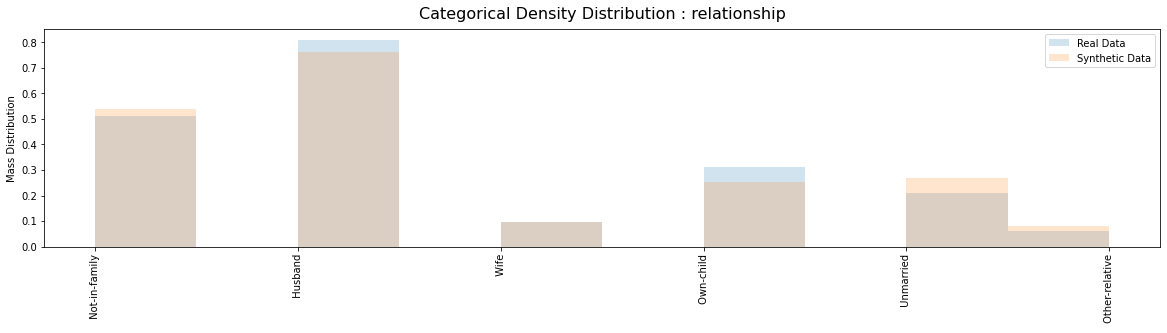 Categorical Density Distribution : relationship
Real Data
Synthetic Data
Mass Distribution
0.8
0.7
0.6
0.5
0.4
0.3
0.2
0.1
0.0
Not-in-family
Husband
Wife
Own-child
Unmarried
Other-relative